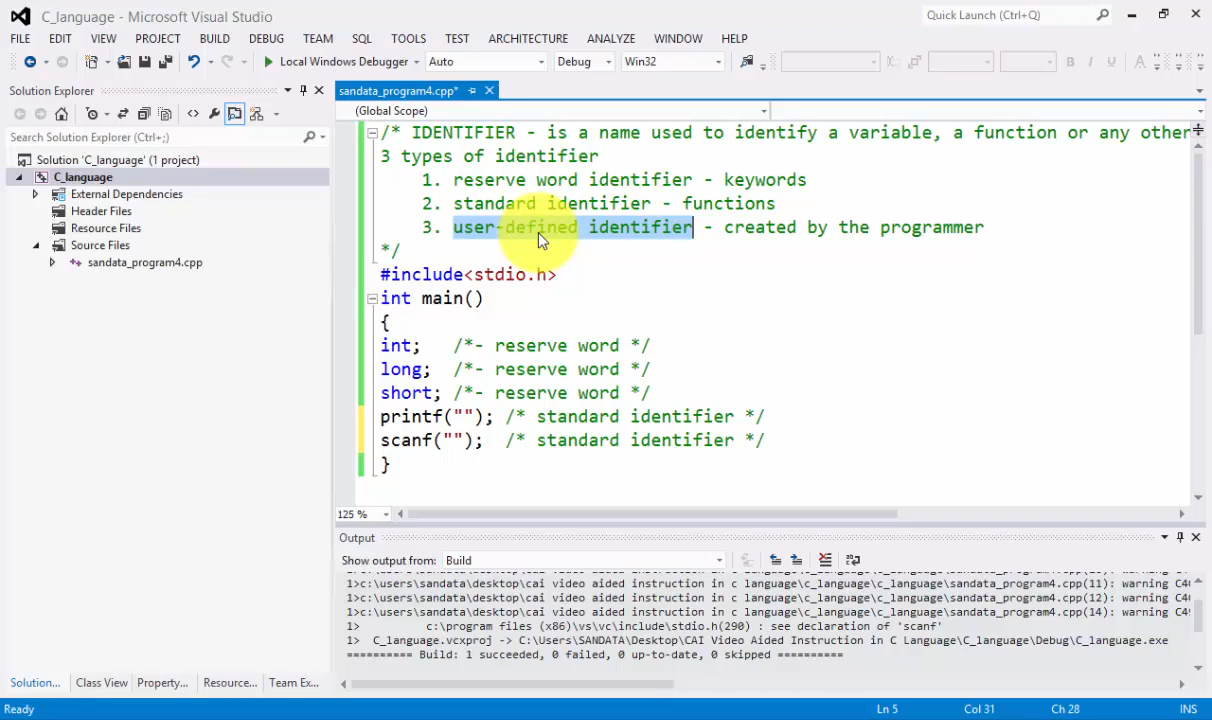 C_language - Microsoft Visual Studio
Quick Launch (Ctrl+Q)
FILE EDIT VIEW PROJECT BUILD DEBUG TEAM SQL TOOLS TEST ARCHITECTURE ANALYZE WINDOW HELP
Local Windows Debugger Auto Debug Win32
Solution Explorer
Search Solution Explorer (Ctrl+;)
Solution 'C_language' (1 project)
C_language
External Dependencies
Header Files
Resource Files
Source Files
sandata_program4.cpp
Solution... Class View Property... Resource... Team Ex...
sandata_program4.cpp*
(Global Scope)
/* IDENTIFIER - is a name used to identify a variable, a function or any other
3 types of identifier
1. reserve word identifier - keywords
2. standard identifier - functions
3. user-defined identifier - created by the programmer
*/
#include<stdio.h>
int main()
{
int; /*- reserve word */
long; /*- reserve word */
short; /*- reserve word */
printf(""); /* standard identifier */
scanf(""); /* standard identifier */
}
125 %
Output
Show output from: Build
1>c:\users\sandata\desktop\cai video aided instruction in c language\c_language\c_language\sandata_program4.cpp(11): warning C4
1>c:\users\sandata\desktop\cai video aided instruction in c language\c_language\c_language\sandata_program4.cpp(12): warning C4
1>c:\users\sandata\desktop\cai video aided instruction in c language\c_language\c_language\sandata_program4.cpp(14): warning C4
1> c:\program files (x86)\vs\vc\include\stdio.h(290) : see declaration of 'scanf'
1> C_language.vcxproj -> C:\Users\SANDATA\Desktop\CAI Video Aided Instruction in C Language\C_language\Debug\C_language.exe
========== Build: 1 succeeded, 0 failed, 0 up-to-date, 0 skipped ==========
Ready Ln 5 Col 31 Ch 28 INS